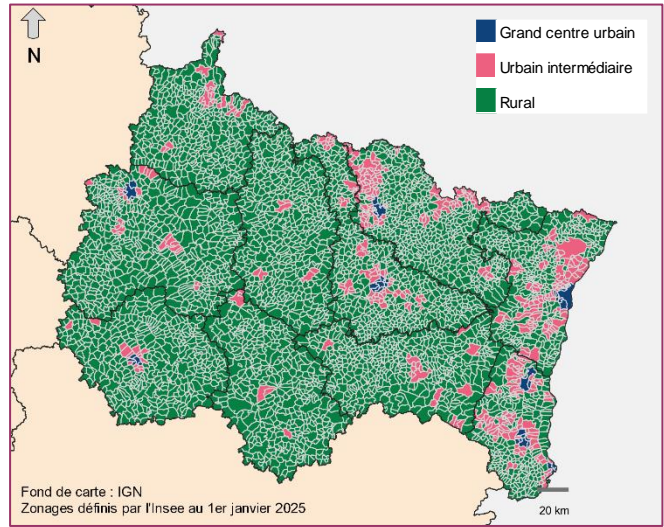 N
Grand centre urbain
Urbain intermédiaire
Rural
Fond de carte : IGN
Zonages définis par l'Insee au 1er janvier 2025
20 km